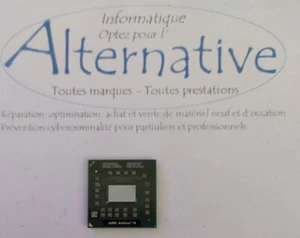 Informatique
Optez pour l'
Alternative
Toutes marques - Toutes prestations
Réparation, optimisation, achat et vente de matériel neuf et d'occation
Prévention cybercriminalité pour particuliers et professionnels